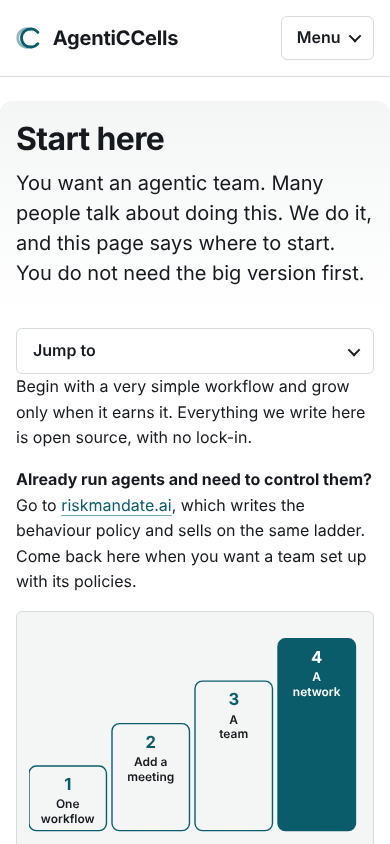 AgentiCCells
Menu
Start here
You want an agentic team. Many
people talk about doing this. We do it,
and this page says where to start.
You do not need the big version first.
Jump to
Begin with a very simple workflow and grow
only when it earns it. Everything we write here
is open source, with no lock-in.
Already run agents and need to control them?
Go to riskmandate.ai, which writes the
behaviour policy and sells on the same ladder.
Come back here when you want a team set up
with its policies.
1
One
workflow
2
Add a
meeting
3
A
team
4
A
network